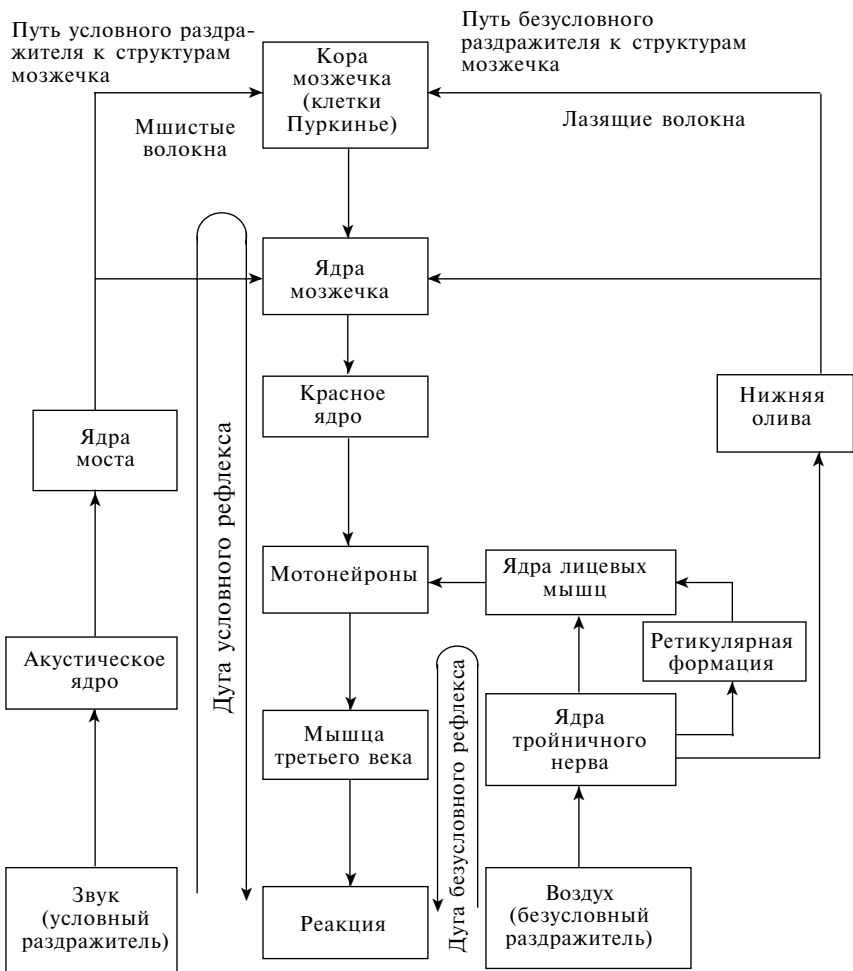 Путь условного раздра-
жителя к структурам
мозжечка
Путь безусловного
раздражителя к структурам
мозжечка
Кора
мозжечка
(клетки
Пуркинье)
Мшистые
волокна
Лазящие волокна
Ядра
мозжечка
Красное
ядро
Нижняя
олива
Ядра
моста
Дуга условного рефлекса
Мотонейроны
Ядра лицевых
мышц
Ретикулярная
формация
Акустическое
ядро
Мышца
третьего века
Дуга безусловного рефлекса
Ядра
тройничного
нерва
Звук
(условный
раздражитель)
Реакция
Воздух
(безусловный
раздражитель)